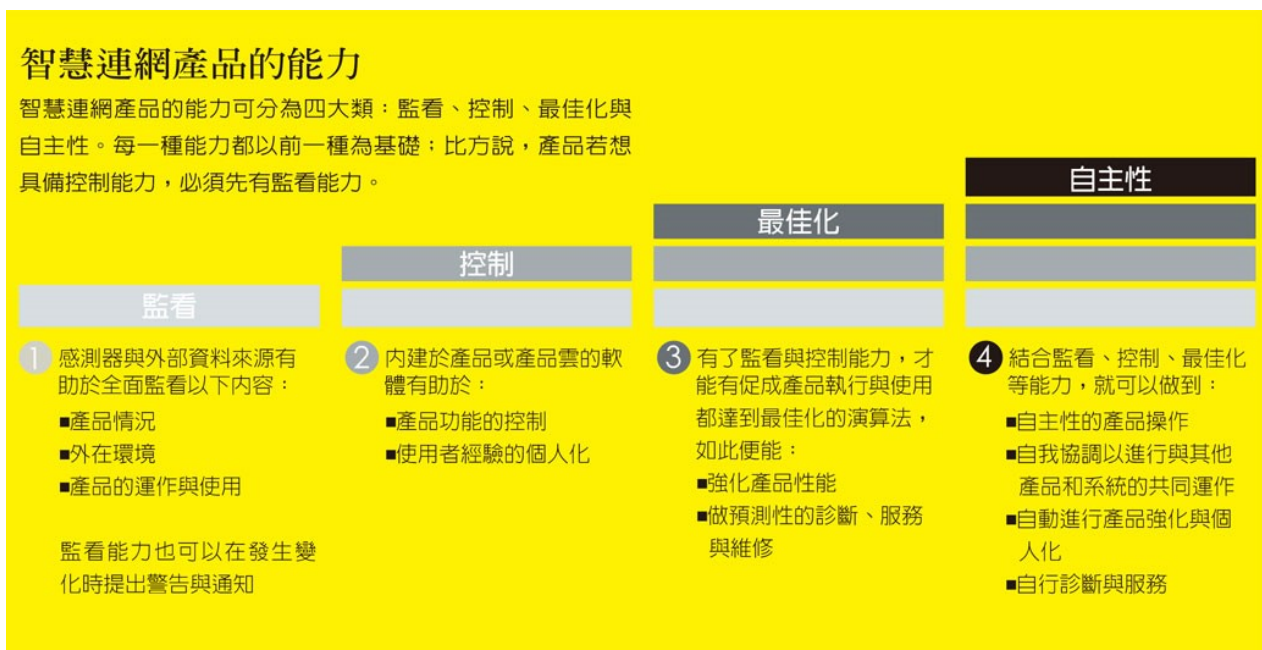 智慧連網產品的能力
智慧連網產品的能力可分為四大類：監看、控制、最佳化與
自主性。每一種能力都以前一種為基礎；比方說，產品若想
具備控制能力，必須先有監看能力。
監看
1 感測器與外部資料來源有
助於全面監看以下內容：
■產品情況
■外在環境
■產品的運作與使用
監看能力也可以在發生變
化時提出警告與通知
控制
2 內建於產品或產品雲的軟
體有助於：
■產品功能的控制
■使用者經驗的個人化
最佳化
3 有了監看與控制能力，才
能有促成產品執行與使用
都達到最佳化的演算法，
如此便能：
■強化產品性能
■做預測性的診斷、服務
與維修
自主性
4 結合監看、控制、最佳化
等能力，就可以做到：
■自主性的產品操作
■自我協調以進行與其他
產品和系統的共同運作
■自動進行產品強化與個
人化
■自行診斷與服務